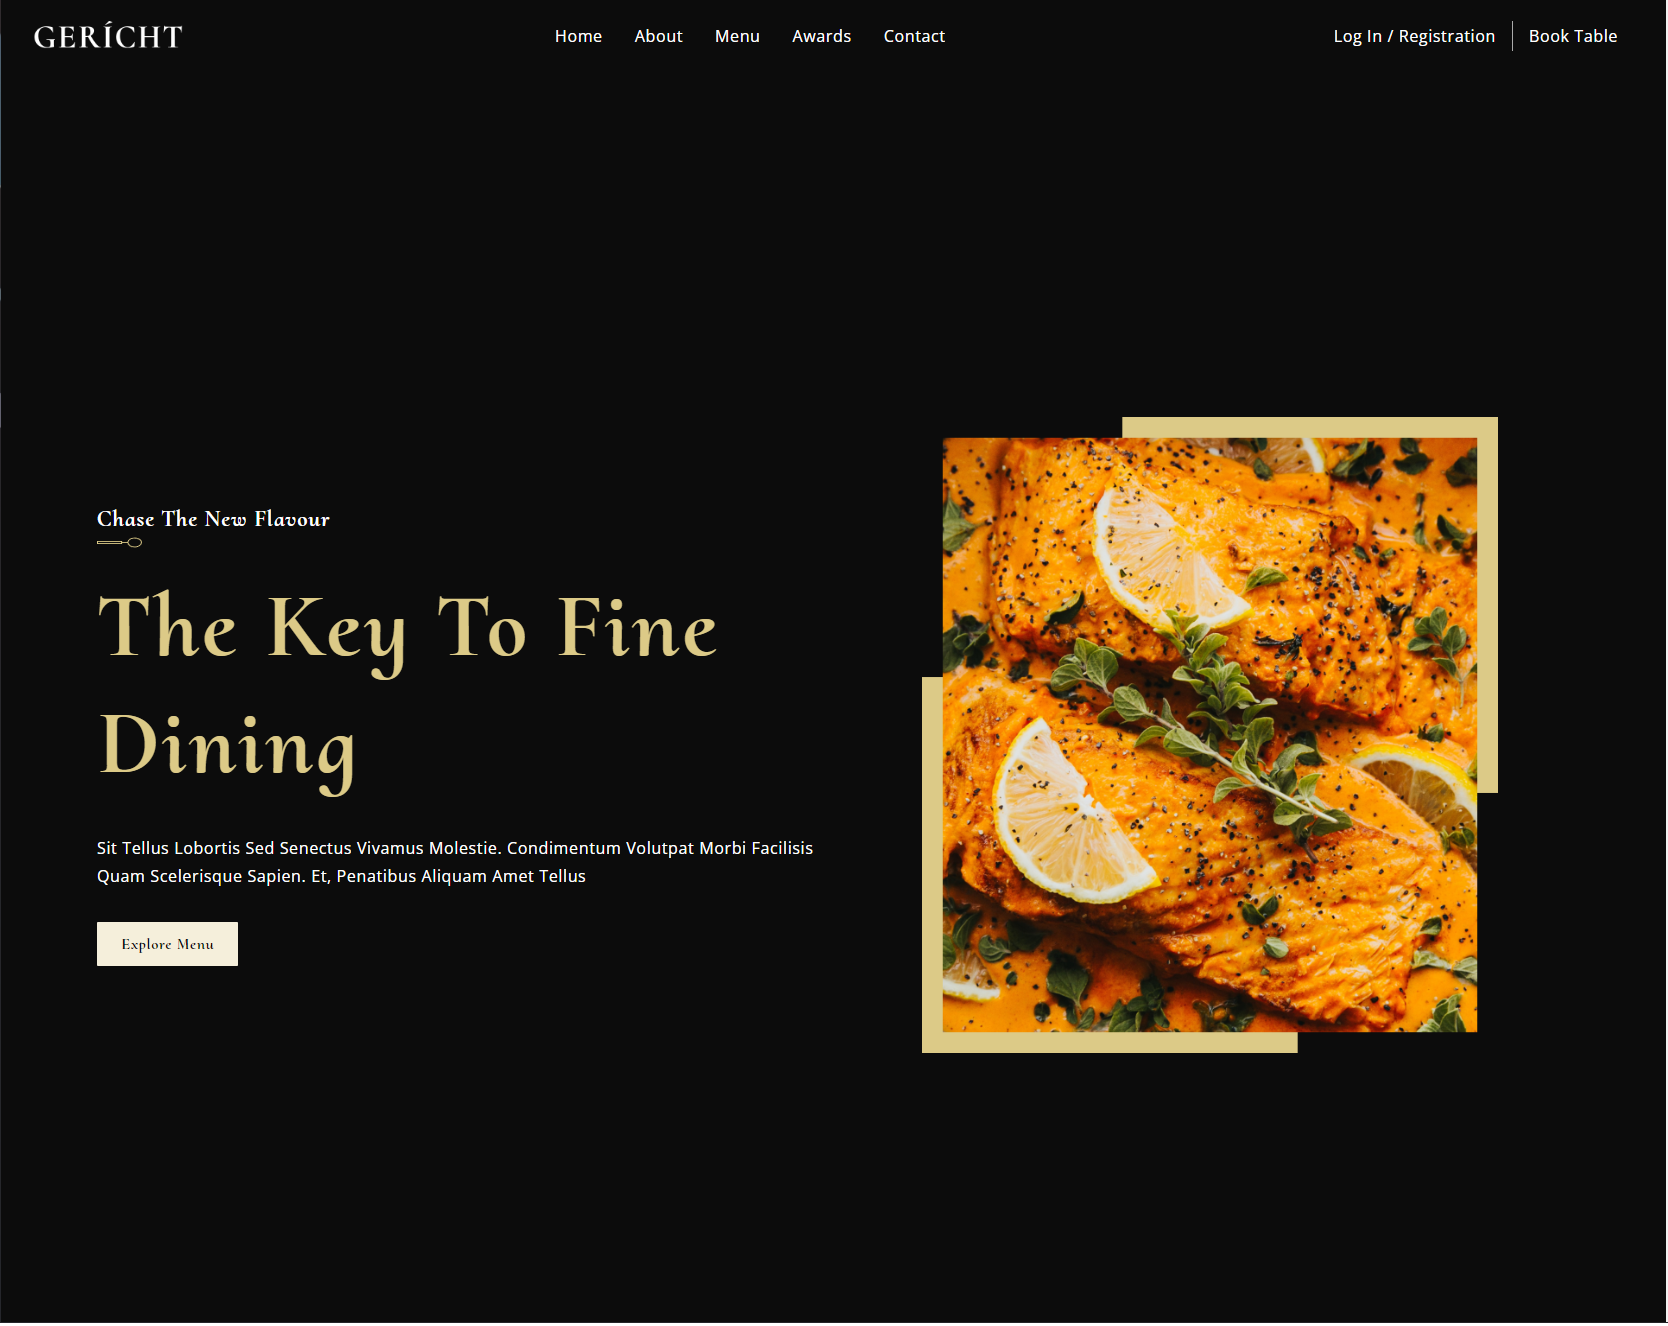 GERÍCHT
Home About Menu Awards Contact
Log In / Registration Book Table
Chase The New Flavour
The Key To Fine
Dining
Sit Tellus Lobortis Sed Senectus Vivamus Molestie. Condimentum Volutpat Morbi Facilisis
Quam Scelerisque Sapien. Et, Penatibus Aliquam Amet Tellus
Explore Menu